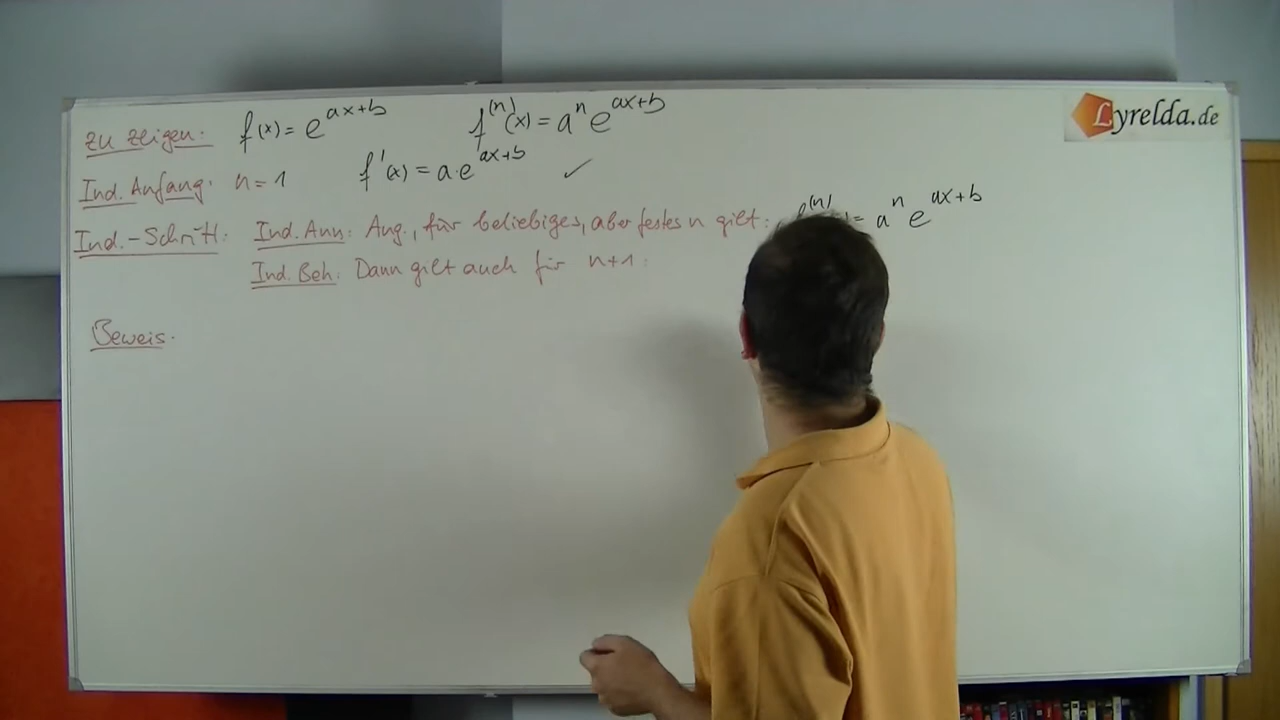 zu zeigen: f(x) = e^{ax+b} f^{(n)}(x) = a^n e^{ax+b}
Ind. Anfang: n = 1 f'(x) = a·e^{ax+b} ✓
Ind.-Schritt: Ind. Ann: Ang., für beliebiges, aber festes n gilt: f^{(n)} = a^n e^{ax+b}
Ind. Beh: Dann gilt auch für n+1:
Beweis:
Lyrelda.de